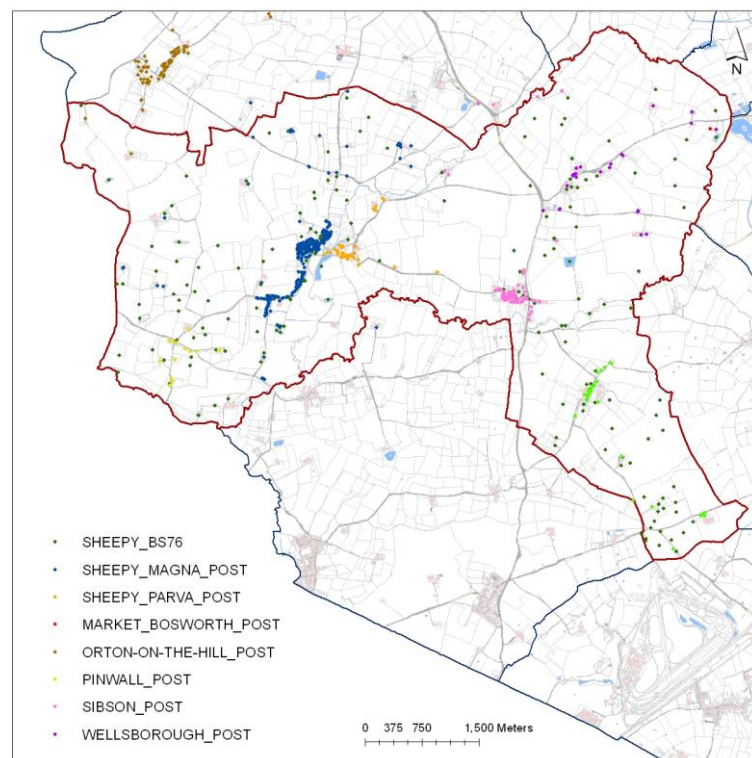 N
SHEEPY_BS76
SHEEPY_MAGNA_POST
SHEEPY_PARVA_POST
MARKET_BOSWORTH_POST
ORTON-ON-THE-HILL_POST
PINWALL_POST
SIBSON_POST
WELLSBOROUGH_POST
0 375 750 1,500 Meters